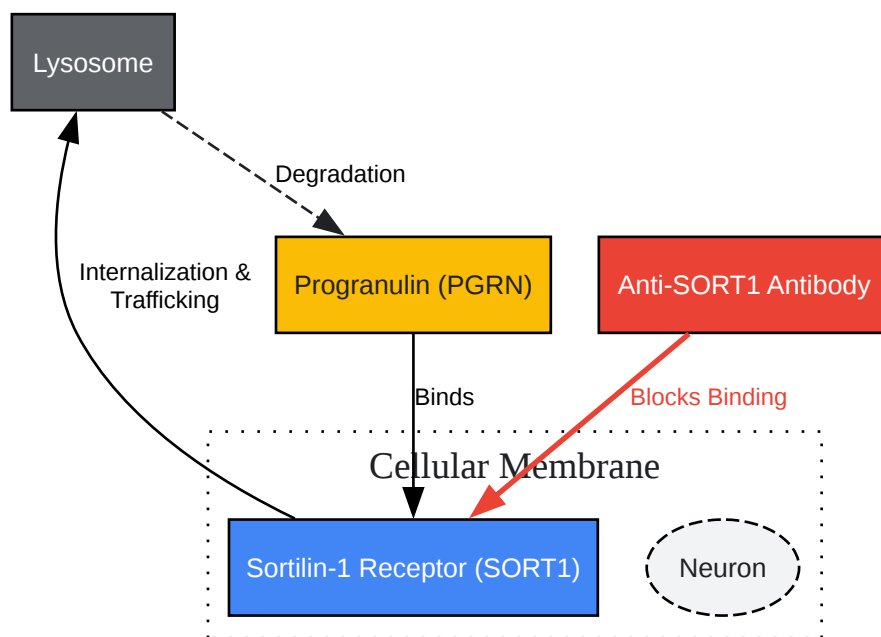 Lysosome
Degradation
Internalization &
Trafficking
Progranulin (PGRN)
Anti-SORT1 Antibody
Binds
Blocks Binding
Cellular Membrane
Sortilin-1 Receptor (SORT1)
Neuron